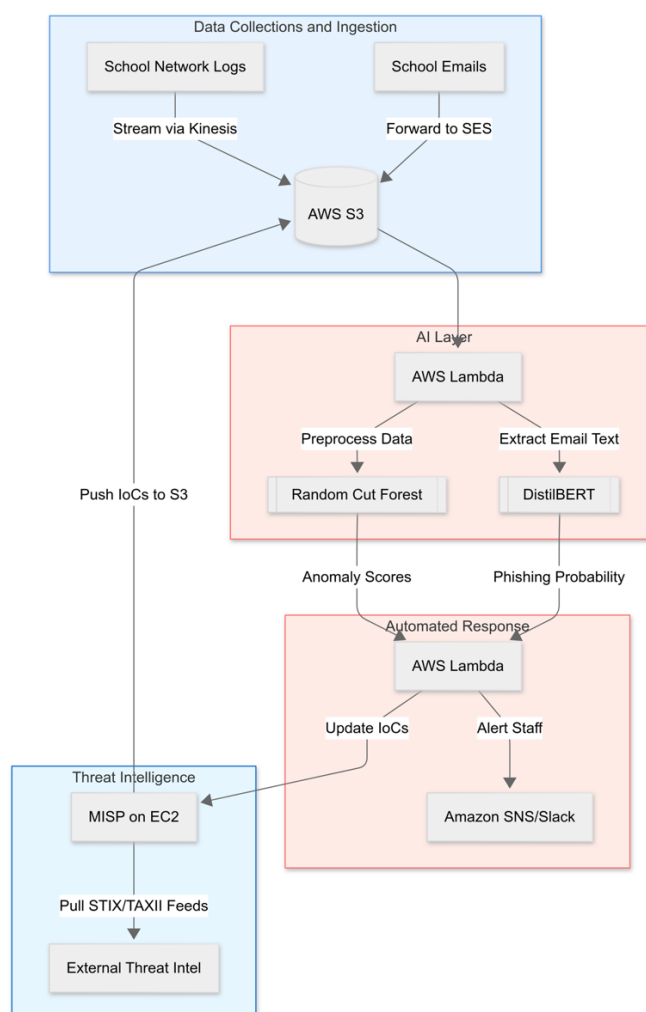 Data Collections and Ingestion
School Network Logs
School Emails
Stream via Kinesis
Forward to SES
AWS S3
AI Layer
AWS Lambda
Preprocess Data
Extract Email Text
Push IoCs to S3
Random Cut Forest
DistilBERT
Anomaly Scores
Phishing Probability
Automated Response
AWS Lambda
Update IoCs
Alert Staff
Threat Intelligence
MISP on EC2
Amazon SNS/Slack
Pull STIX/TAXII Feeds
External Threat Intel